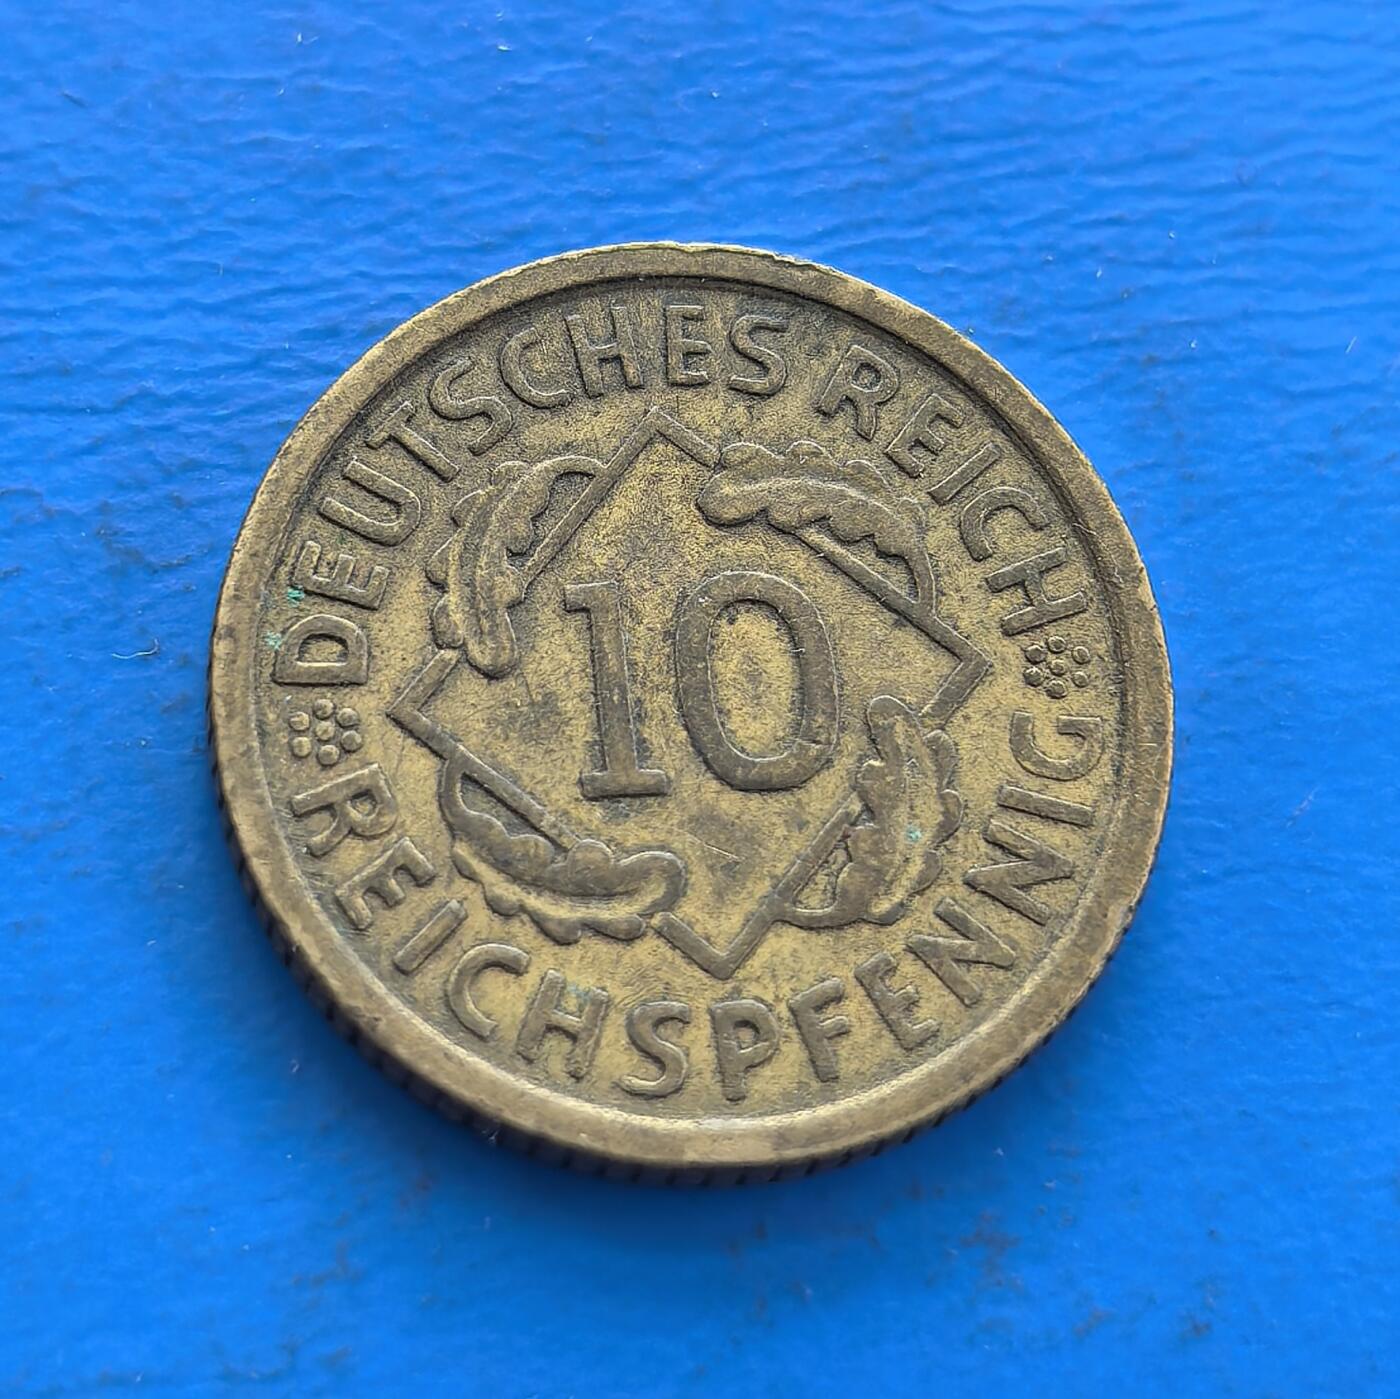 DEUTSCHES REICH
10
REICHSPFENNIG